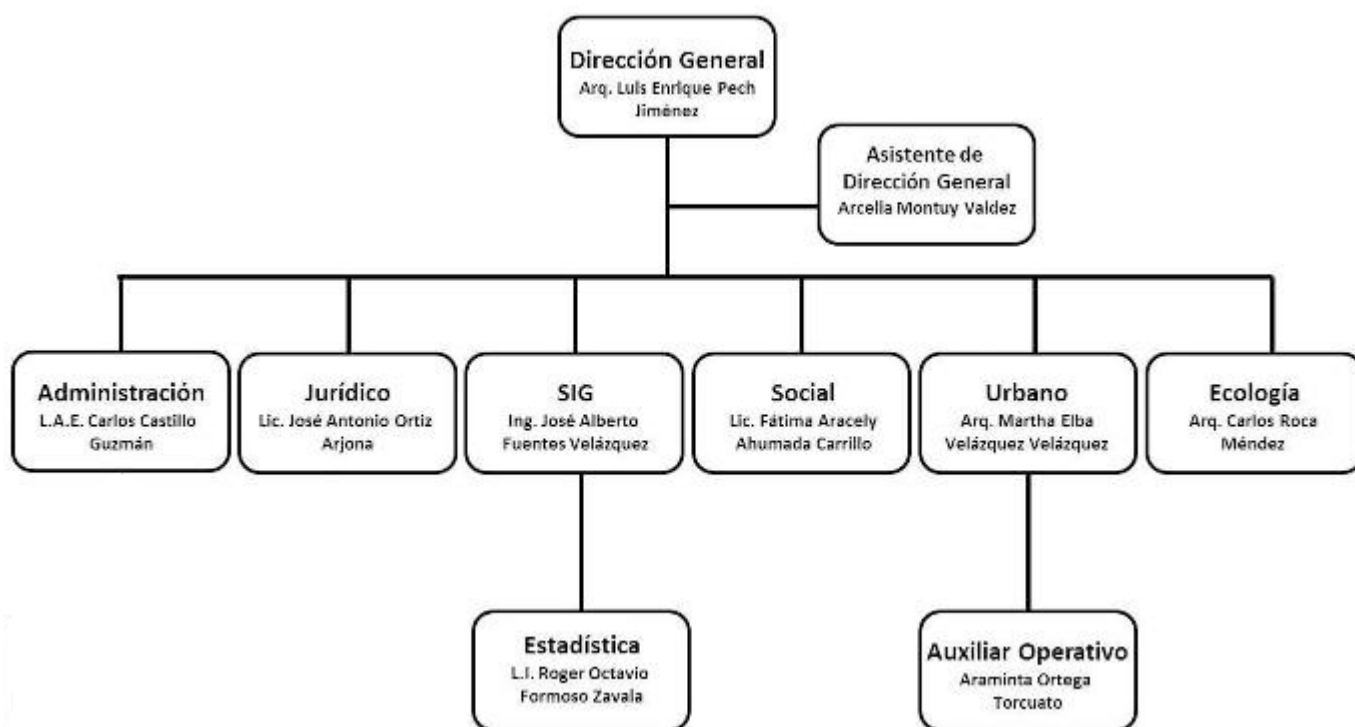 Dirección General
Arq. Luis Enrique Pech
Jiménez
Asistente de
Dirección General
Arcelia Montuy Valdez
Administración
L.A.E. Carlos Castillo
Guzmán
Jurídico
Lic. José Antonio Ortiz
Arjona
SIG
Ing. José Alberto
Fuentes Velázquez
Social
Lic. Fátima Aracely
Ahumada Carrillo
Urbano
Arq. Martha Elba
Velázquez Velázquez
Ecología
Arq. Carlos Roca
Méndez
Estadística
L.I. Roger Octavio
Formoso Zavala
Auxiliar Operativo
Araminta Ortega
Torcuato